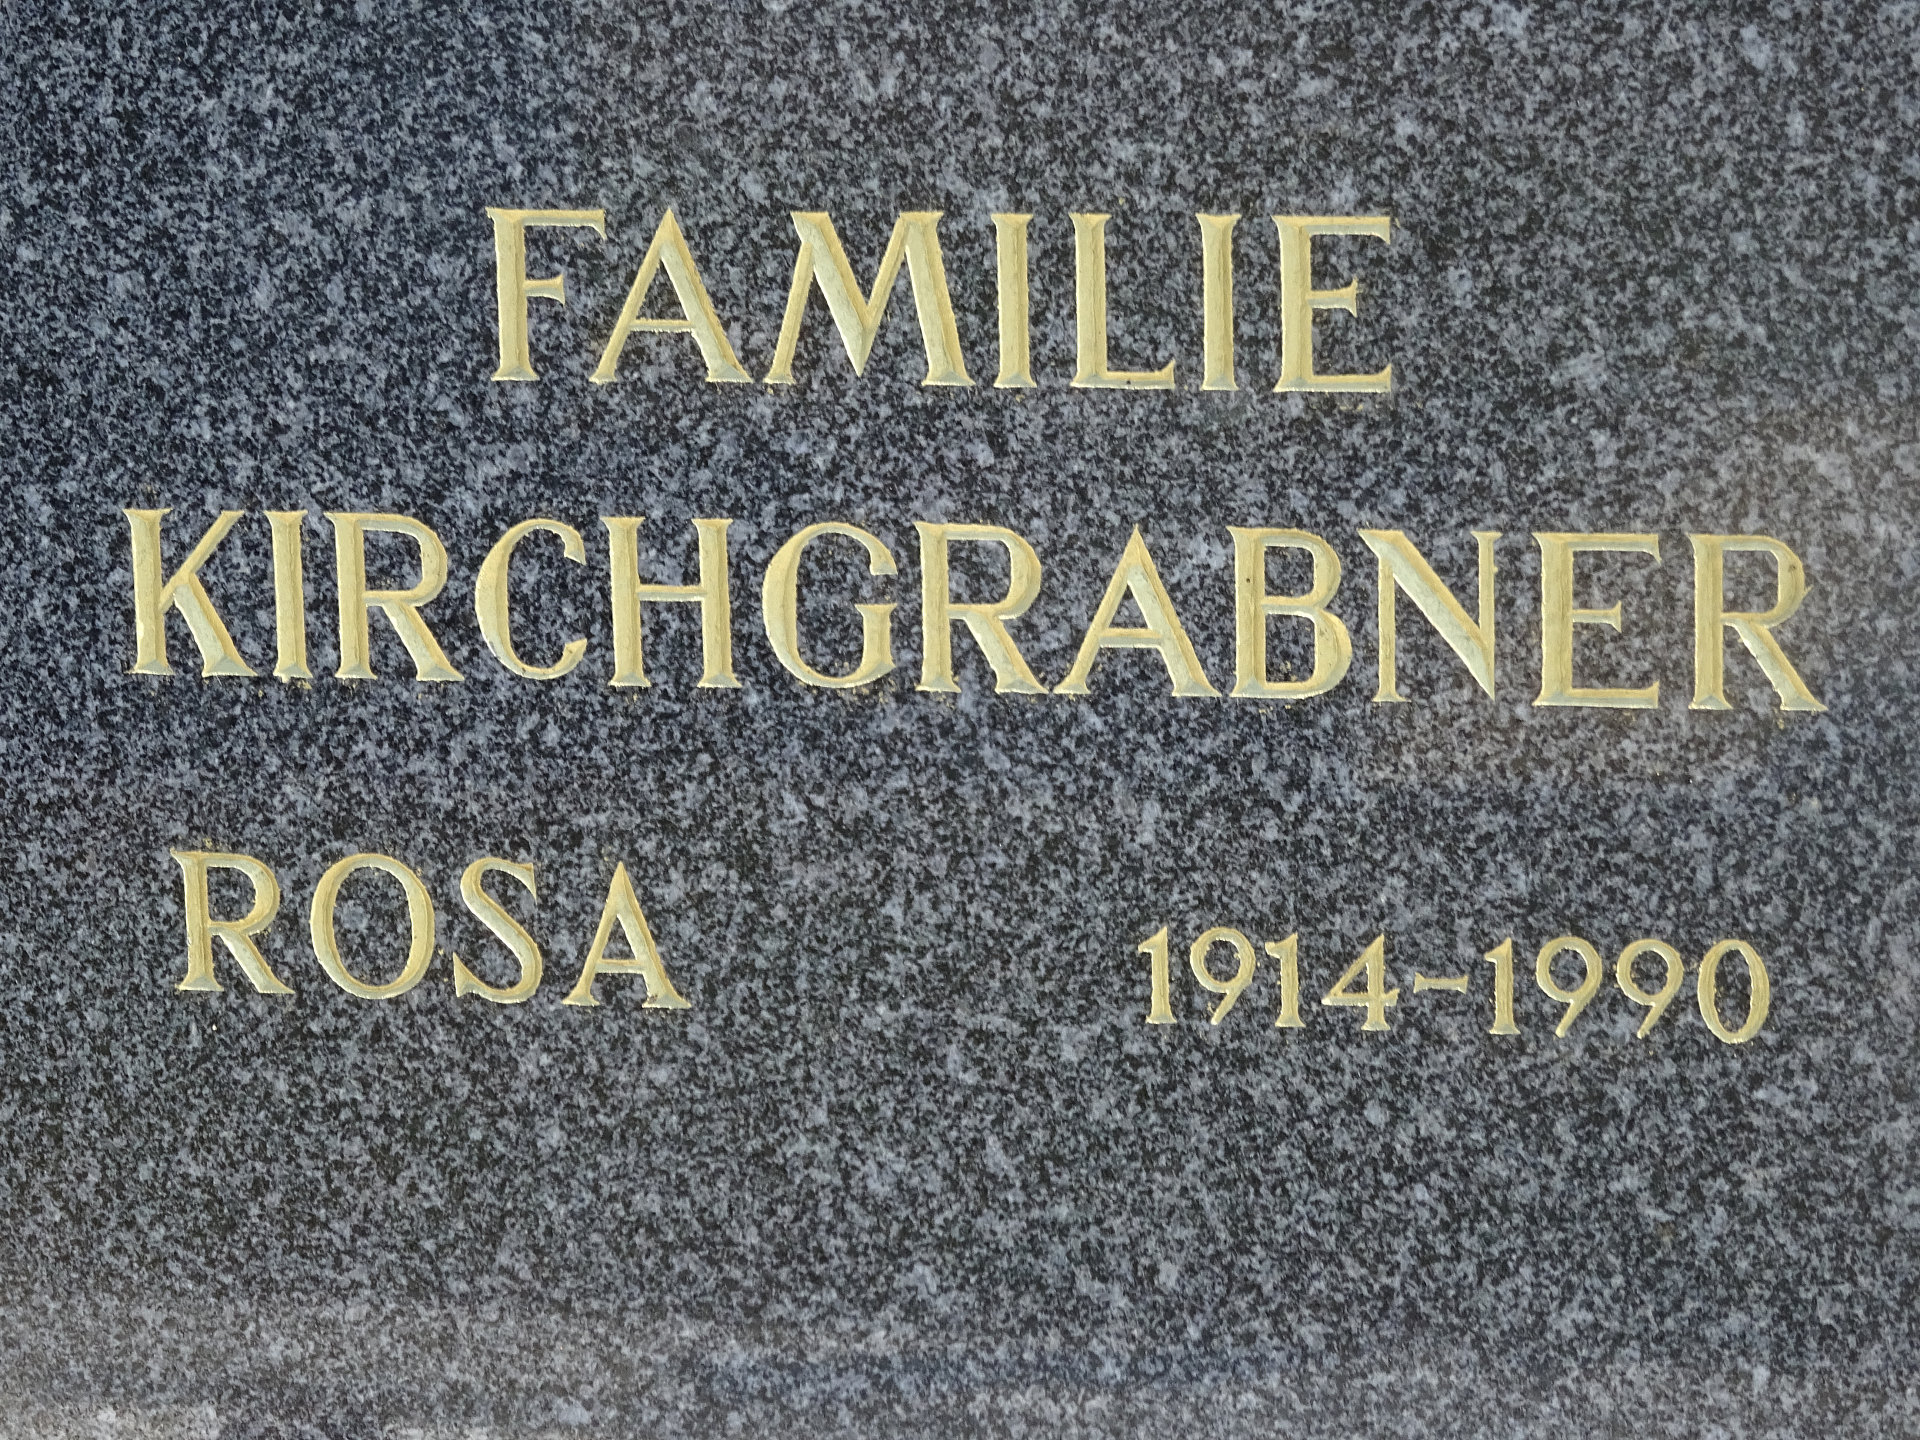 FAMILIE
KIRCHGRABNER
ROSA 1914-1990